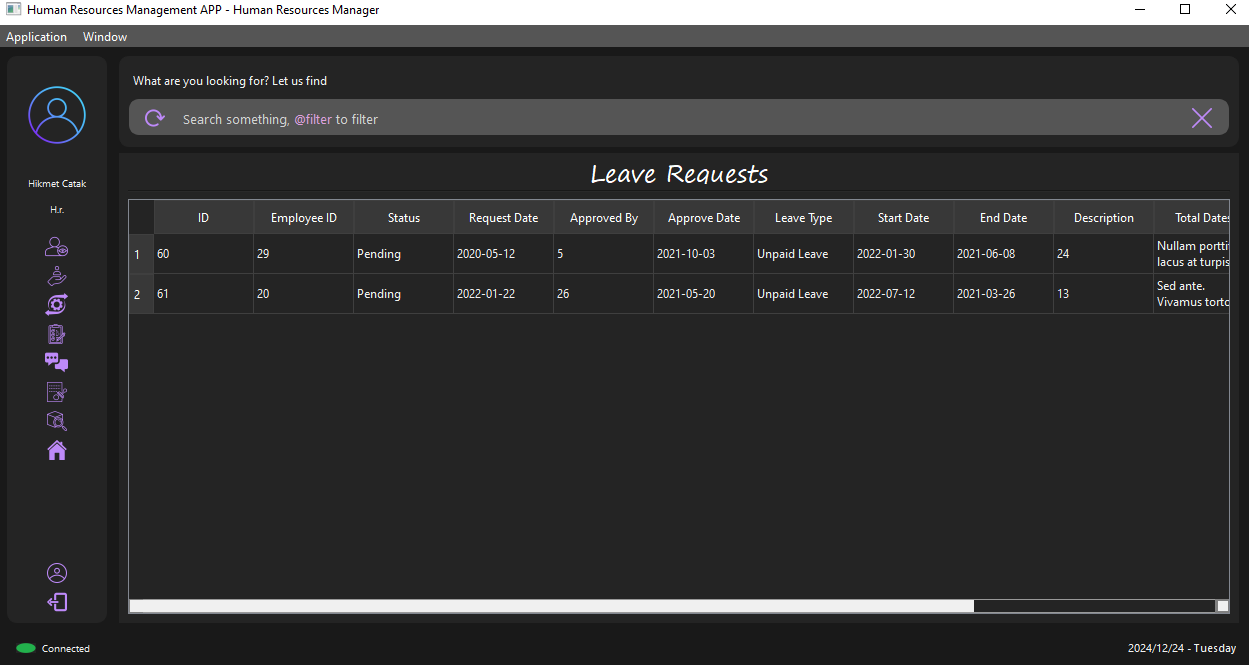 Human Resources Management APP - Human Resources Manager
Application Window
What are you looking for? Let us find
Search something, @filter to filter
Hikmet Catak
H.r.
Leave Requests
ID Employee ID Status Request Date Approved By Approve Date Leave Type Start Date End Date Description Total Dates
1 60 29 Pending 2020-05-12 5 2021-10-03 Unpaid Leave 2022-01-30 2021-06-08 24 Nullam portti
lacus at turpis
2 61 20 Pending 2022-01-22 26 2021-05-20 Unpaid Leave 2022-07-12 2021-03-26 13 Sed ante.
Vivamus torto
Connected
2024/12/24 - Tuesday